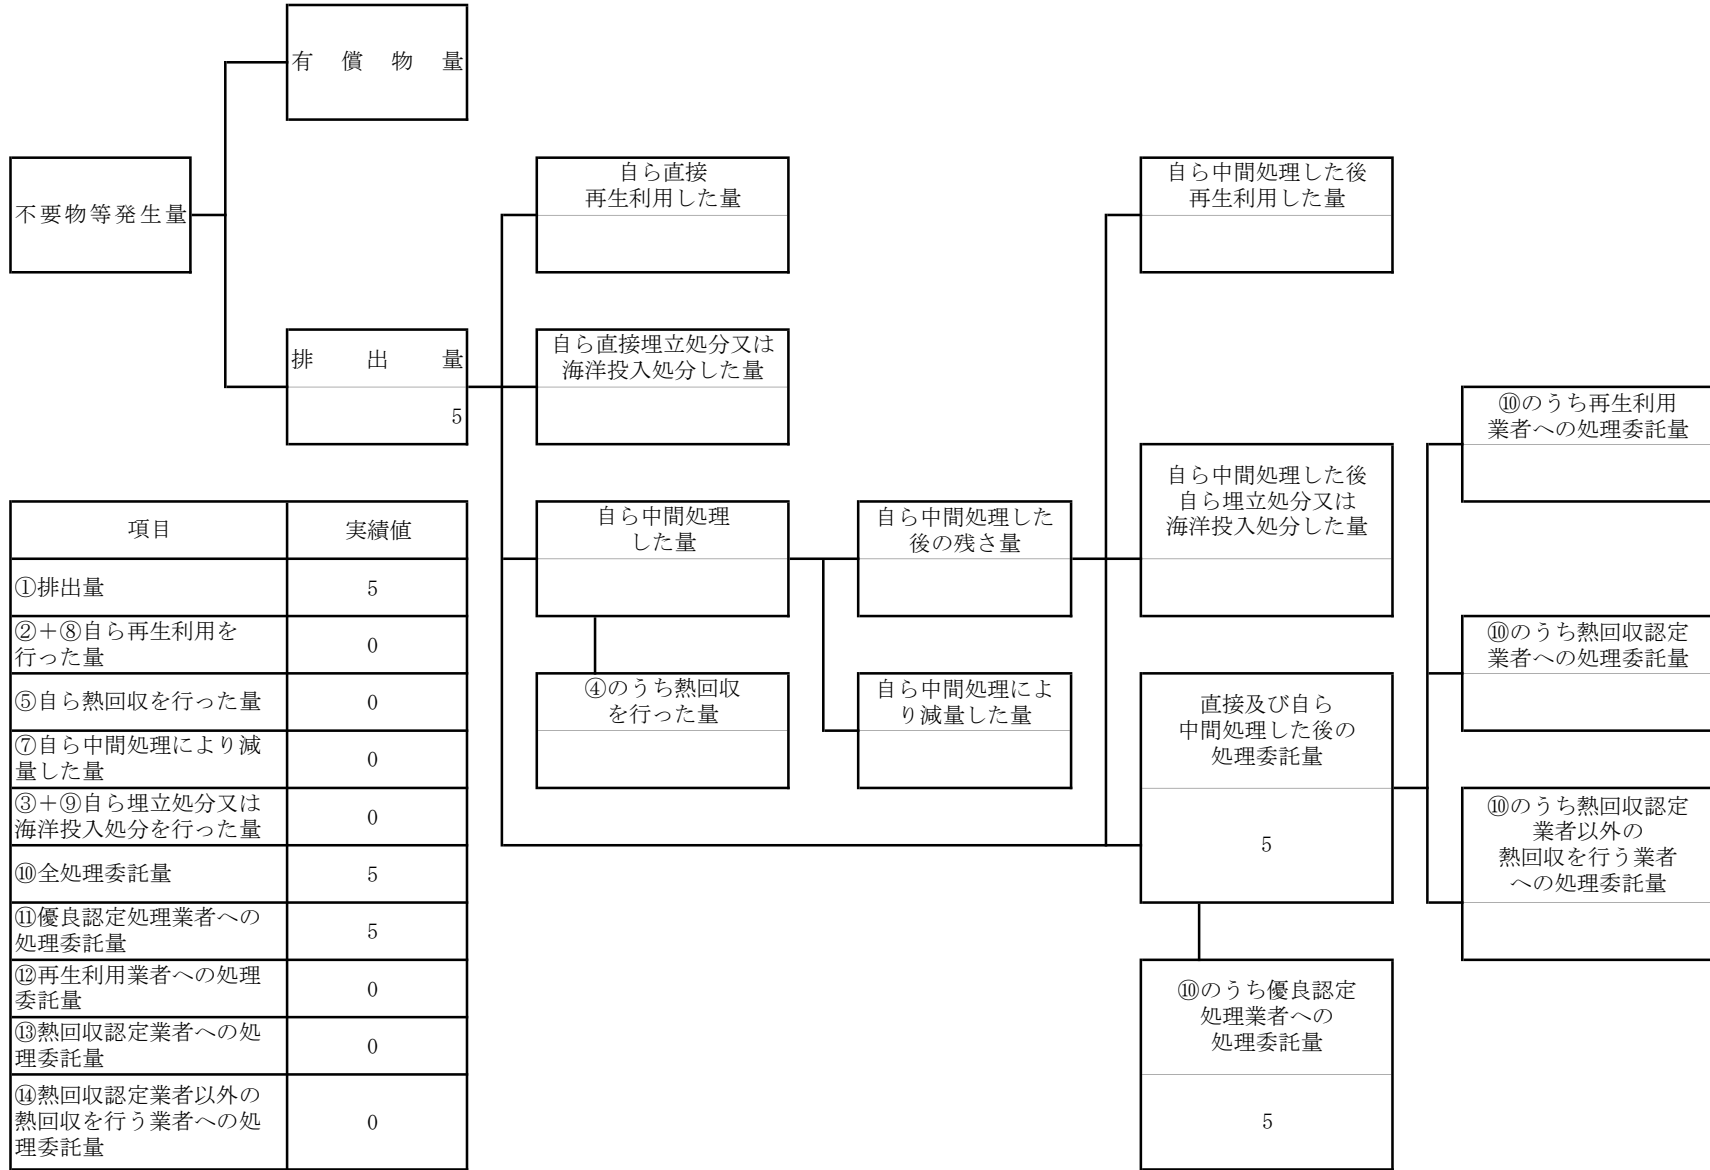 有償物量
不要物等発生量
自ら直接
再生利用した量
自ら中間処理した後
再生利用した量
排出量
5
自ら直接埋立処分又は
海洋投入処分した量
⑩のうち再生利用
業者への処理委託量
自ら中間処理
した量
自ら中間処理した
後の残さ量
自ら中間処理した後
自ら埋立処分又は
海洋投入処分した量
④のうち熱回収
を行った量
自ら中間処理によ
り減量した量
直接及び自ら
中間処理した後の
処理委託量
5
⑩のうち熱回収認定
業者への処理委託量
⑩のうち熱回収認定
業者以外の
熱回収を行う業者
への処理委託量
⑩のうち優良認定
処理業者への
処理委託量
5
項目 実績値
①排出量 5
②+⑧自ら再生利用を
行った量 0
⑤自ら熱回収を行った量 0
⑦自ら中間処理により減
量した量 0
③+⑨自ら埋立処分又は
海洋投入処分を行った量 0
⑩全処理委託量 5
⑪優良認定処理業者への
処理委託量 5
⑫再生利用業者への処理
委託量 0
⑬熱回収認定業者への処
理委託量 0
⑭熱回収認定業者以外の
熱回収を行う業者への処
理委託量 0